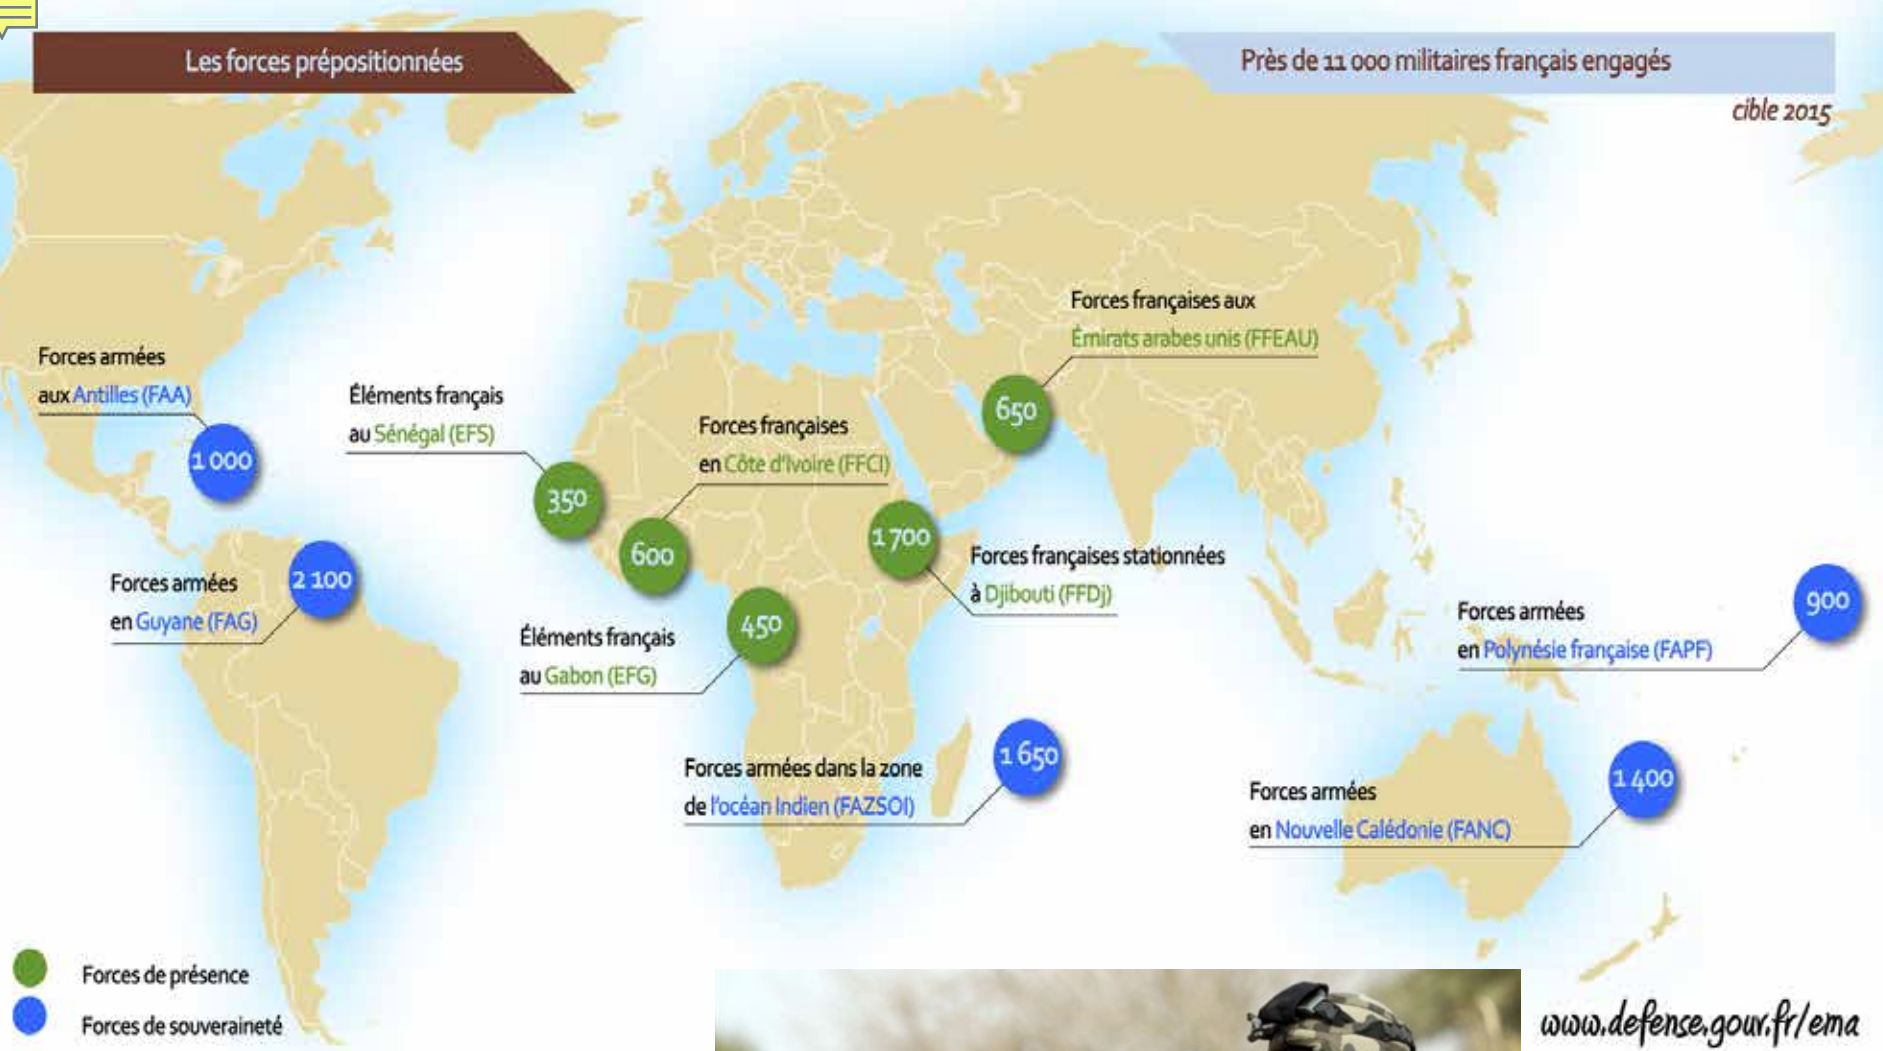 Les forces prépositionnées
Près de 11 000 militaires français engagés
cible 2015
Forces françaises aux
Émirats arabes unis (FFEAU)
650
Forces armées
aux Antilles (FAA)
1 000
Éléments français
au Sénégal (EFS)
350
Forces françaises
en Côte d'Ivoire (FFCI)
600
1 700
Forces françaises stationnées
à Djibouti (FFDj)
Forces armées
en Guyane (FAG)
2 100
Éléments français
au Gabon (EFG)
450
Forces armées
en Polynésie française (FAPF)
900
Forces armées dans la zone
de l'océan Indien (FAZSOI)
1 650
Forces armées
en Nouvelle Calédonie (FANC)
1 400
Forces de présence
Forces de souveraineté
www.defense.gouv.fr/ema